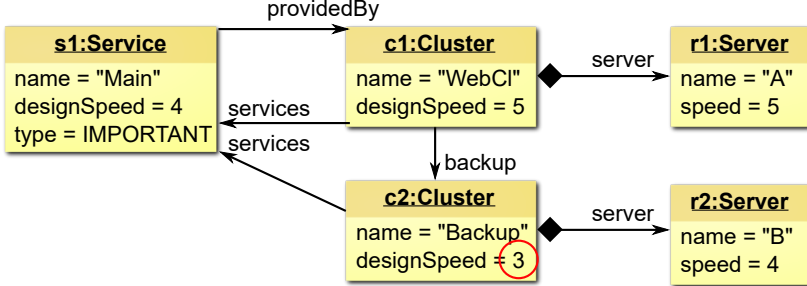 providedBy
s1:Service
name = "Main"
designSpeed = 4
type = IMPORTANT
c1:Cluster
name = "WebCl"
designSpeed = 5
server
r1:Server
name = "A"
speed = 5
services
services
backup
c2:Cluster
name = "Backup"
designSpeed = 3
server
r2:Server
name = "B"
speed = 4